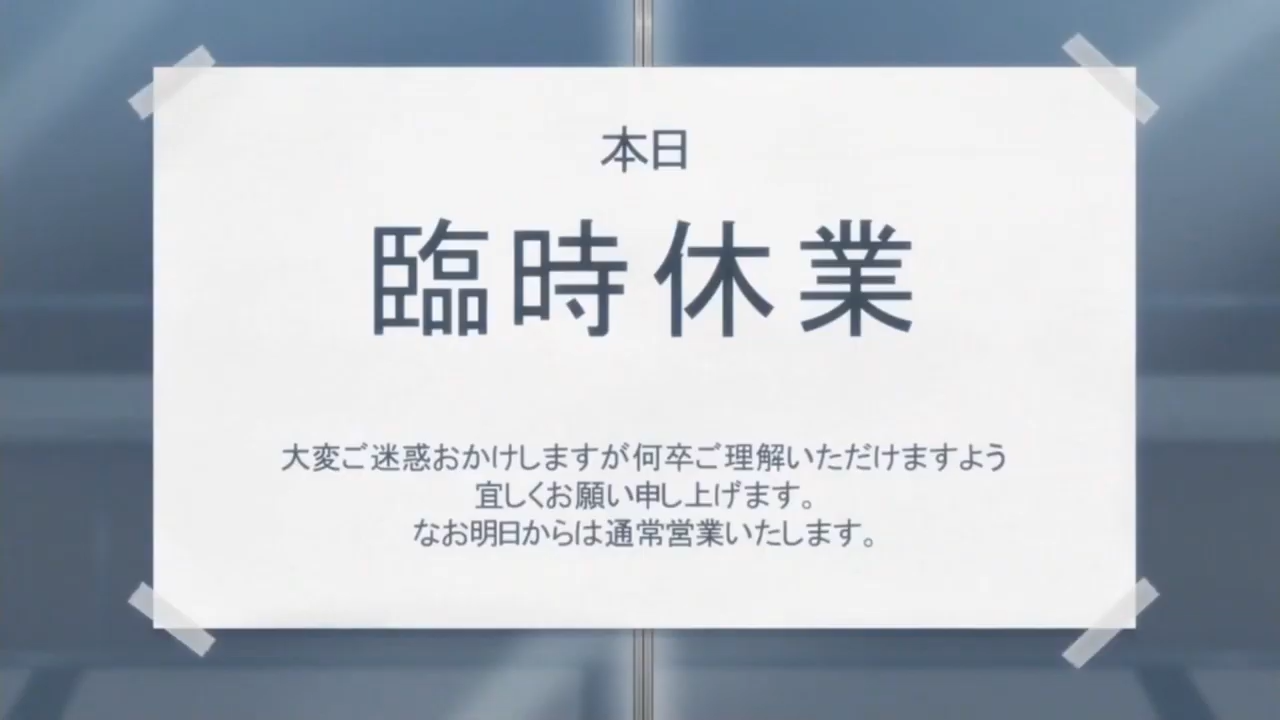 本日
臨時休業
大変ご迷惑おかけしますが何卒ご理解いただけますよう
宜しくお願い申し上げます。
なお明日からは通常営業いたします。